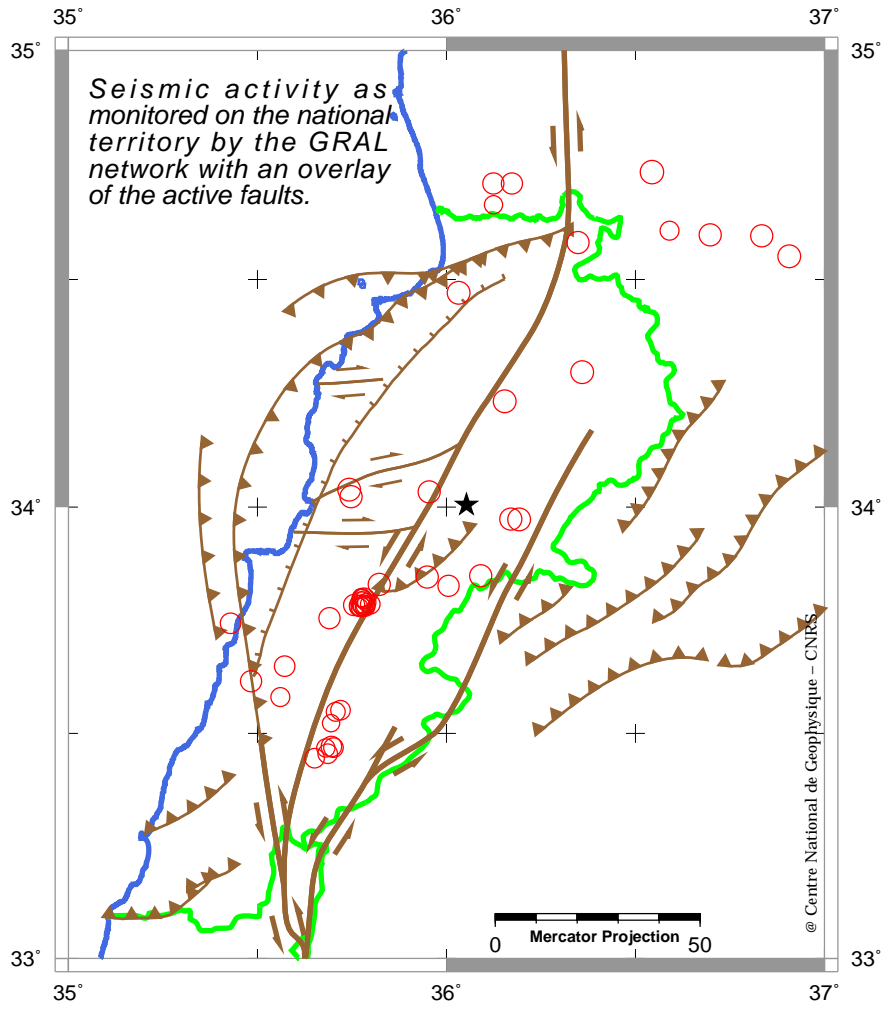 35˚ 36˚ 37˚
35˚ 35˚
Seismic activity as
monitored on the national
territory by the GRAL
network with an overlay
of the active faults.
34˚ 34˚
@ Centre National de Geophysique – CNRS
0 Mercator Projection 50
33˚ 33˚
35˚ 36˚ 37˚